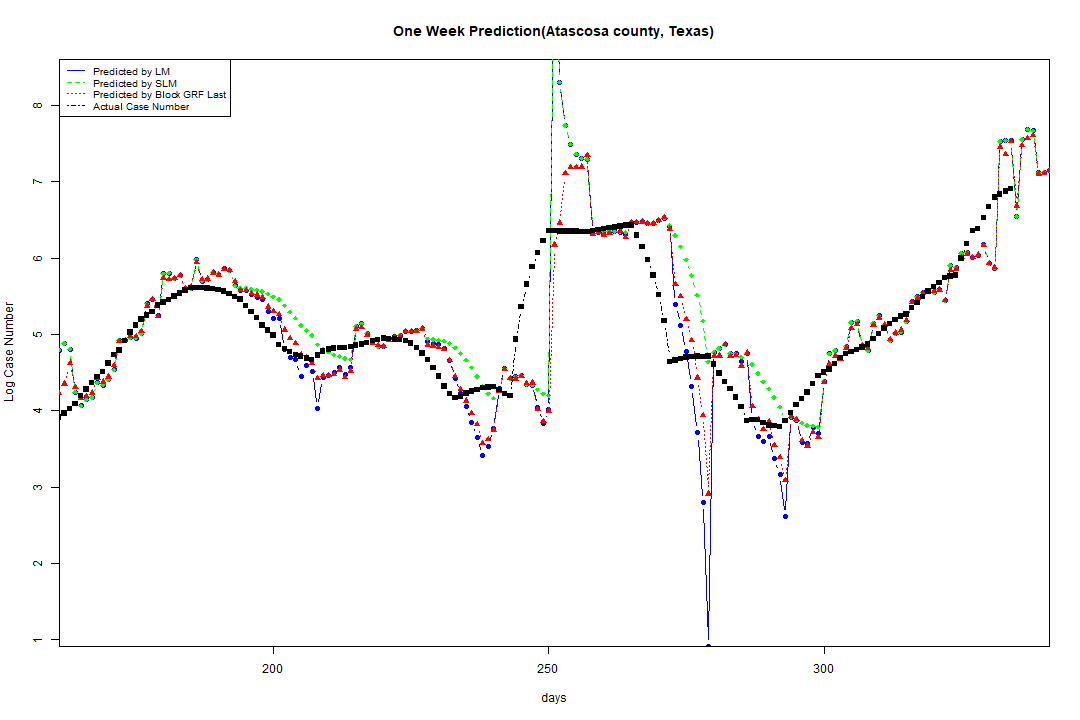 One Week Prediction(Atascosa county, Texas)
Predicted by LM
Predicted by SLM
Predicted by Block GRF Last
Actual Case Number
Log Case Number
8
7
6
5
4
3
2
1
200
250
300
days